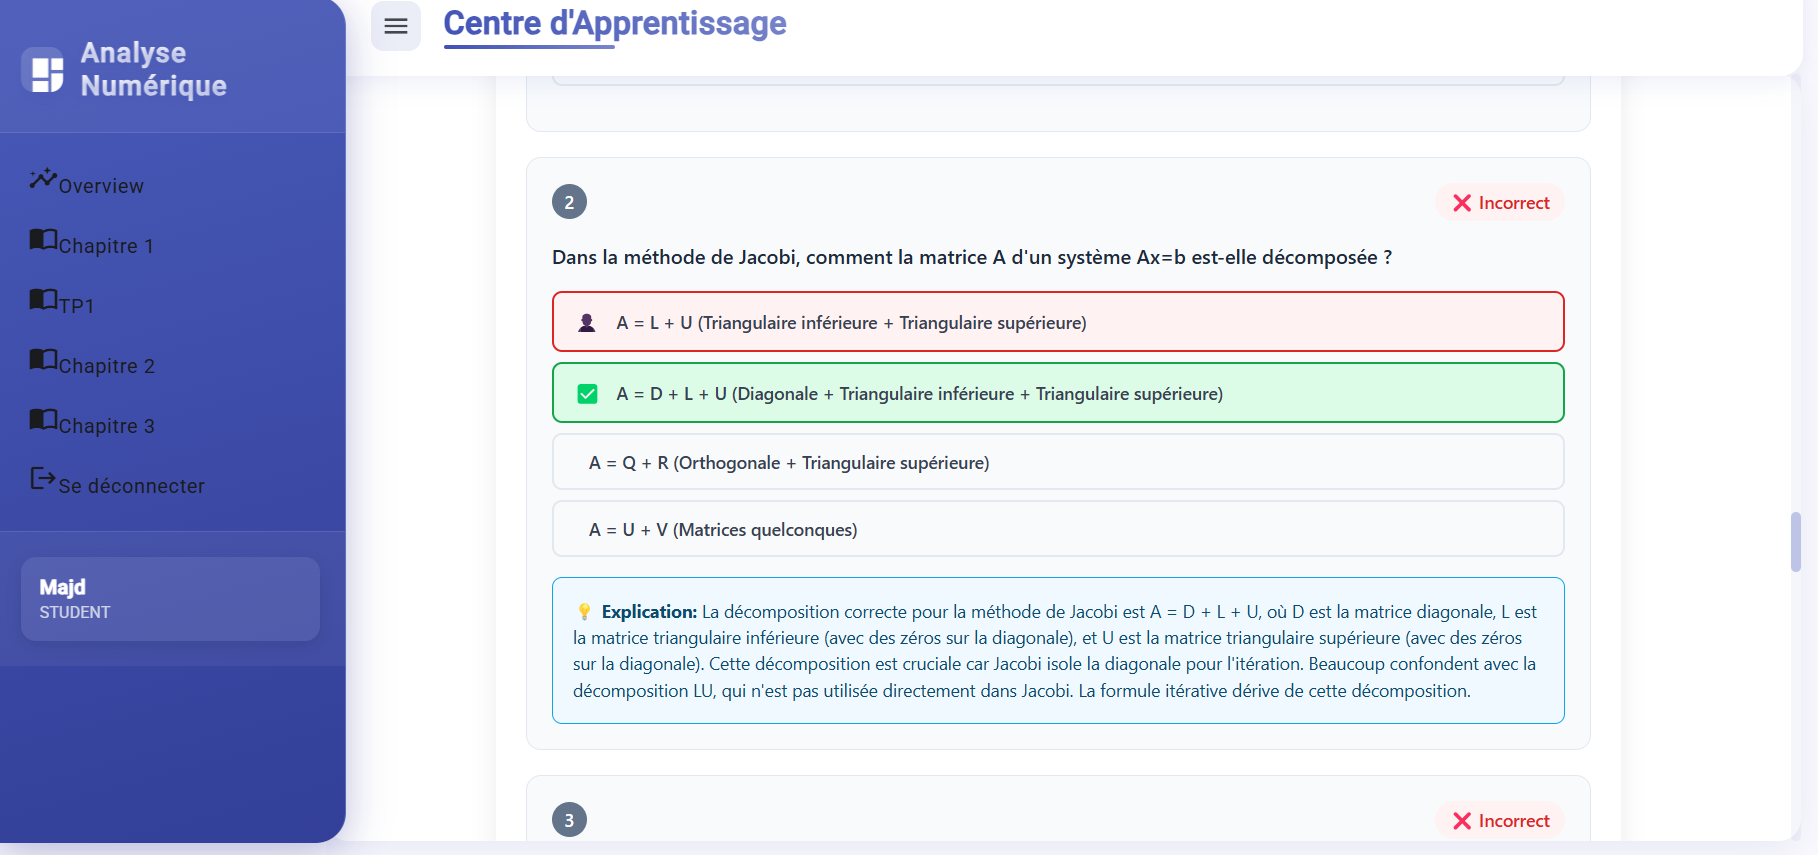 Analyse
Numérique
Overview
Chapitre 1
TP1
Chapitre 2
Chapitre 3
Se déconnecter
Majd
STUDENT
Centre d'Apprentissage
2
Incorrect
Dans la méthode de Jacobi, comment la matrice A d'un système Ax=b est-elle décomposée ?
A = L + U (Triangulaire inférieure + Triangulaire supérieure)
A = D + L + U (Diagonale + Triangulaire inférieure + Triangulaire supérieure)
A = Q + R (Orthogonale + Triangulaire supérieure)
A = U + V (Matrices quelconques)
Explication: La décomposition correcte pour la méthode de Jacobi est A = D + L + U, où D est la matrice diagonale, L est
la matrice triangulaire inférieure (avec des zéros sur la diagonale), et U est la matrice triangulaire supérieure (avec des zéros
sur la diagonale). Cette décomposition est cruciale car Jacobi isole la diagonale pour l'itération. Beaucoup confondent avec la
décomposition LU, qui n'est pas utilisée directement dans Jacobi. La formule itérative dérive de cette décomposition.
3
Incorrect